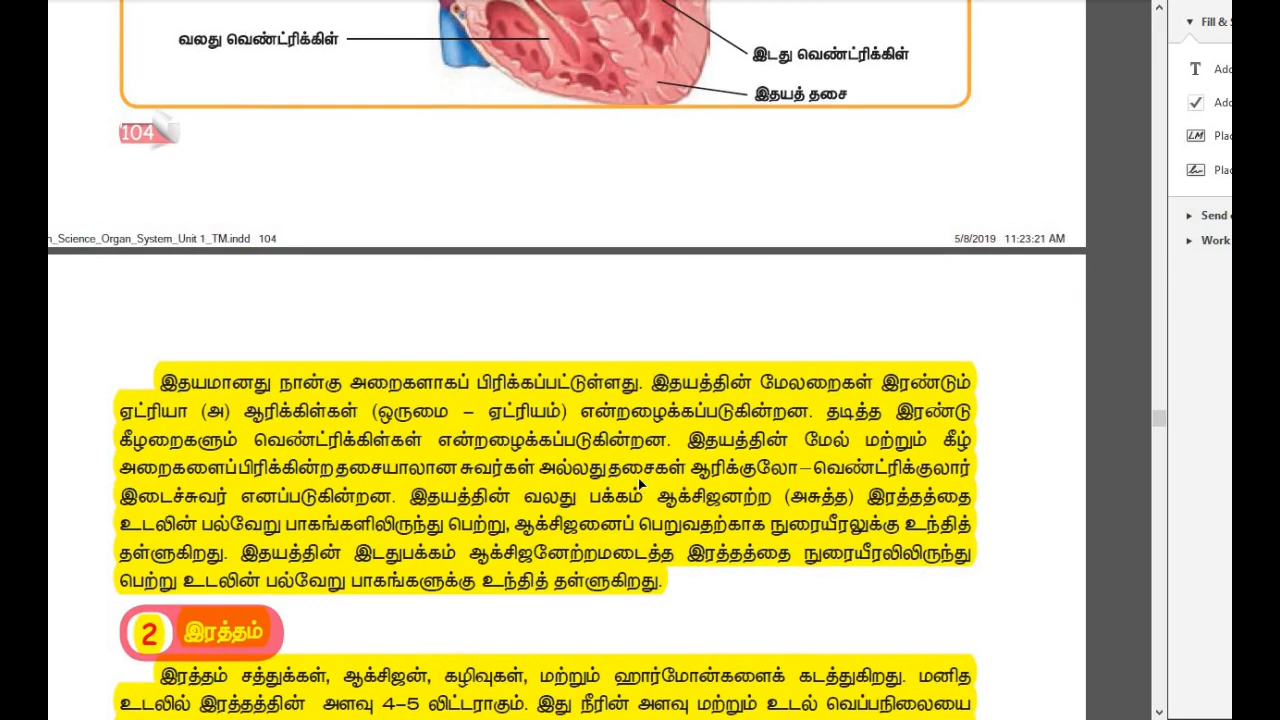 வலது வெண்ட்ரிக்கிள்
இடது வெண்ட்ரிக்கிள்
இதயத் தசை
104
n_Science_Organ_System_Unit 1_TM.indd 104
5/8/2019 11:23:21 AM
இதயமானது நான்கு அறைகளாகப் பிரிக்கப்பட்டுள்ளது. இதயத்தின் மேலறைகள் இரண்டும்
ஏட்ரியா (அ) ஆரிக்கிள்கள் (ஒருமை – ஏட்ரியம்) என்றழைக்கப்படுகின்றன. தடித்த இரண்டு
கீழறைகளும் வெண்ட்ரிக்கிள்கள் என்றழைக்கப்படுகின்றன. இதயத்தின் மேல் மற்றும் கீழ்
அறைகளைப்பிரிக்கின்ற தசையாலான சுவர்கள் அல்லது தசைகள் ஆரிக்குலோ–வெண்ட்ரிக்குலார்
இடைச்சுவர் எனப்படுகின்றன. இதயத்தின் வலது பக்கம் ஆக்சிஜனற்ற (அசுத்த) இரத்தத்தை
உடலின் பல்வேறு பாகங்களிலிருந்து பெற்று, ஆக்சிஜனைப் பெறுவதற்காக நுரையீரலுக்கு உந்தித்
தள்ளுகிறது. இதயத்தின் இடதுபக்கம் ஆக்சிஜனேற்றமடைத்த இரத்தத்தை நுரையீரலிலிருந்து
பெற்று உடலின் பல்வேறு பாகங்களுக்கு உந்தித் தள்ளுகிறது.
2 இரத்தம்
இரத்தம் சத்துக்கள், ஆக்சிஜன், கழிவுகள், மற்றும் ஹார்மோன்களைக் கடத்துகிறது. மனித
உடலில் இரத்தத்தின் அளவு 4–5 லிட்டராகும். இது நீரின் அளவு மற்றும் உடல் வெப்பநிலையை
Fill & S
Add
Add
LM Plac
Plac
Send
Work